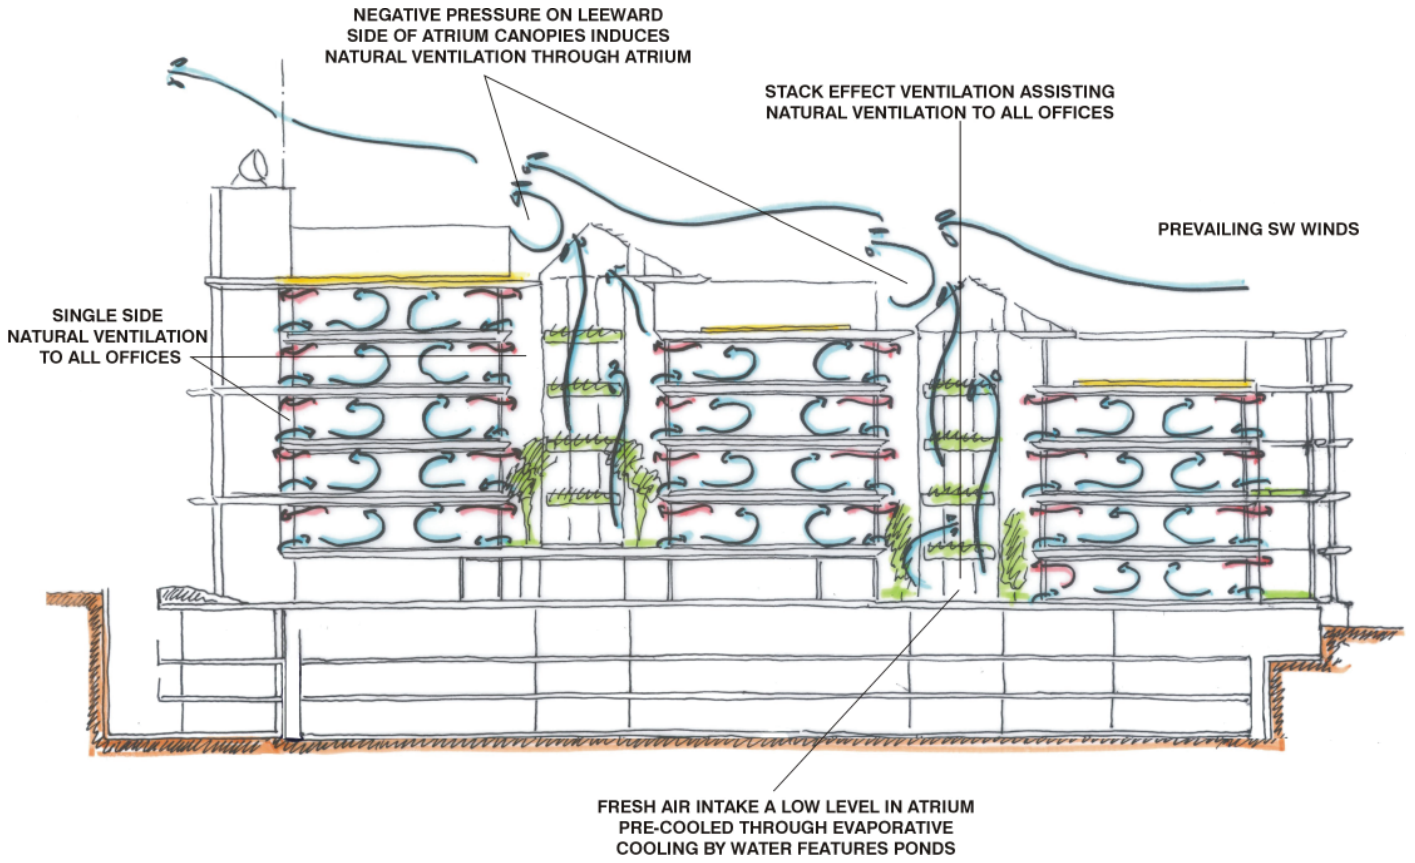 NEGATIVE PRESSURE ON LEEWARD
SIDE OF ATRIUM CANOPIES INDUCES
NATURAL VENTILATION THROUGH ATRIUM
STACK EFFECT VENTILATION ASSISTING
NATURAL VENTILATION TO ALL OFFICES
PREVAILING SW WINDS
SINGLE SIDE
NATURAL VENTILATION
TO ALL OFFICES
FRESH AIR INTAKE A LOW LEVEL IN ATRIUM
PRE-COOLED THROUGH EVAPORATIVE
COOLING BY WATER FEATURES PONDS